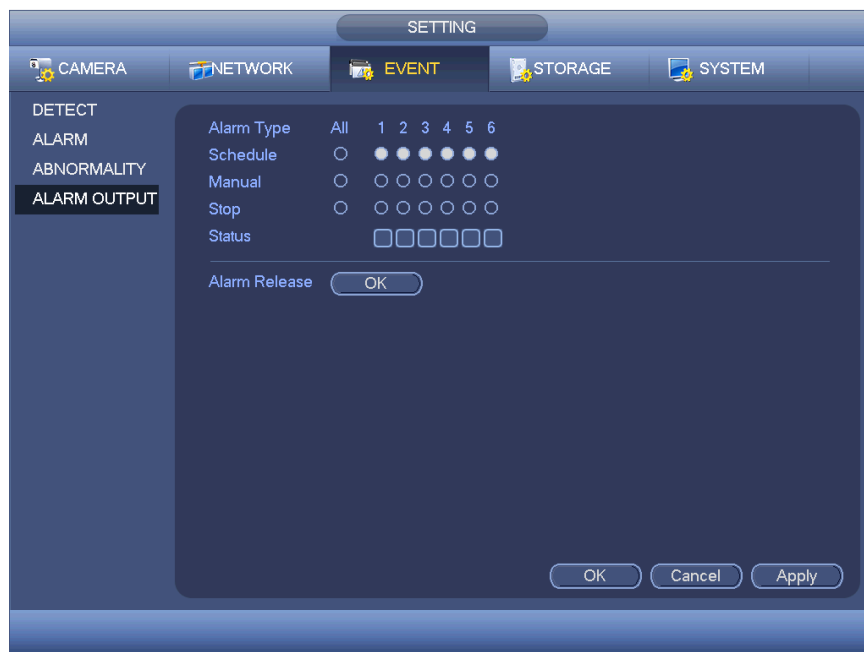 SETTING
CAMERA NETWORK EVENT STORAGE SYSTEM
DETECT
ALARM
ABNORMALITY
ALARM OUTPUT
Alarm Type All 1 2 3 4 5 6
Schedule
Manual
Stop
Status
Alarm Release OK
OK Cancel Apply